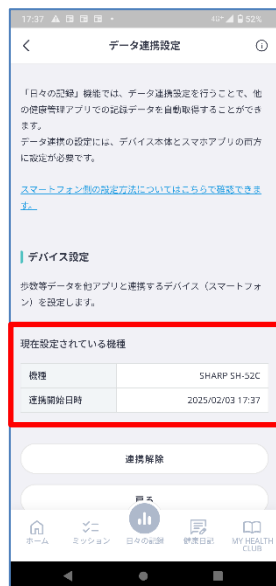 17:37
4G+ 52%
データ連携設定
「日々の記録」機能では、データ連携設定を行うことで、他
の健康管理アプリでの記録データを自動取得することができ
ます。
データ連携の設定には、デバイス本体とスマホアプリの両方
に設定が必要です。
スマートフォン側の設定方法についてはこちらで確認できま
す。
デバイス設定
歩数等データを他アプリと連携するデバイス（スマートフォ
ン）を設定します。
現在設定されている機種
機種 SHARP SH-52C
連携開始日時 2025/02/03 17:37
連携解除
戻る
ホーム ミッション 日々の記録 健康日記 MY HEALTH
CLUB